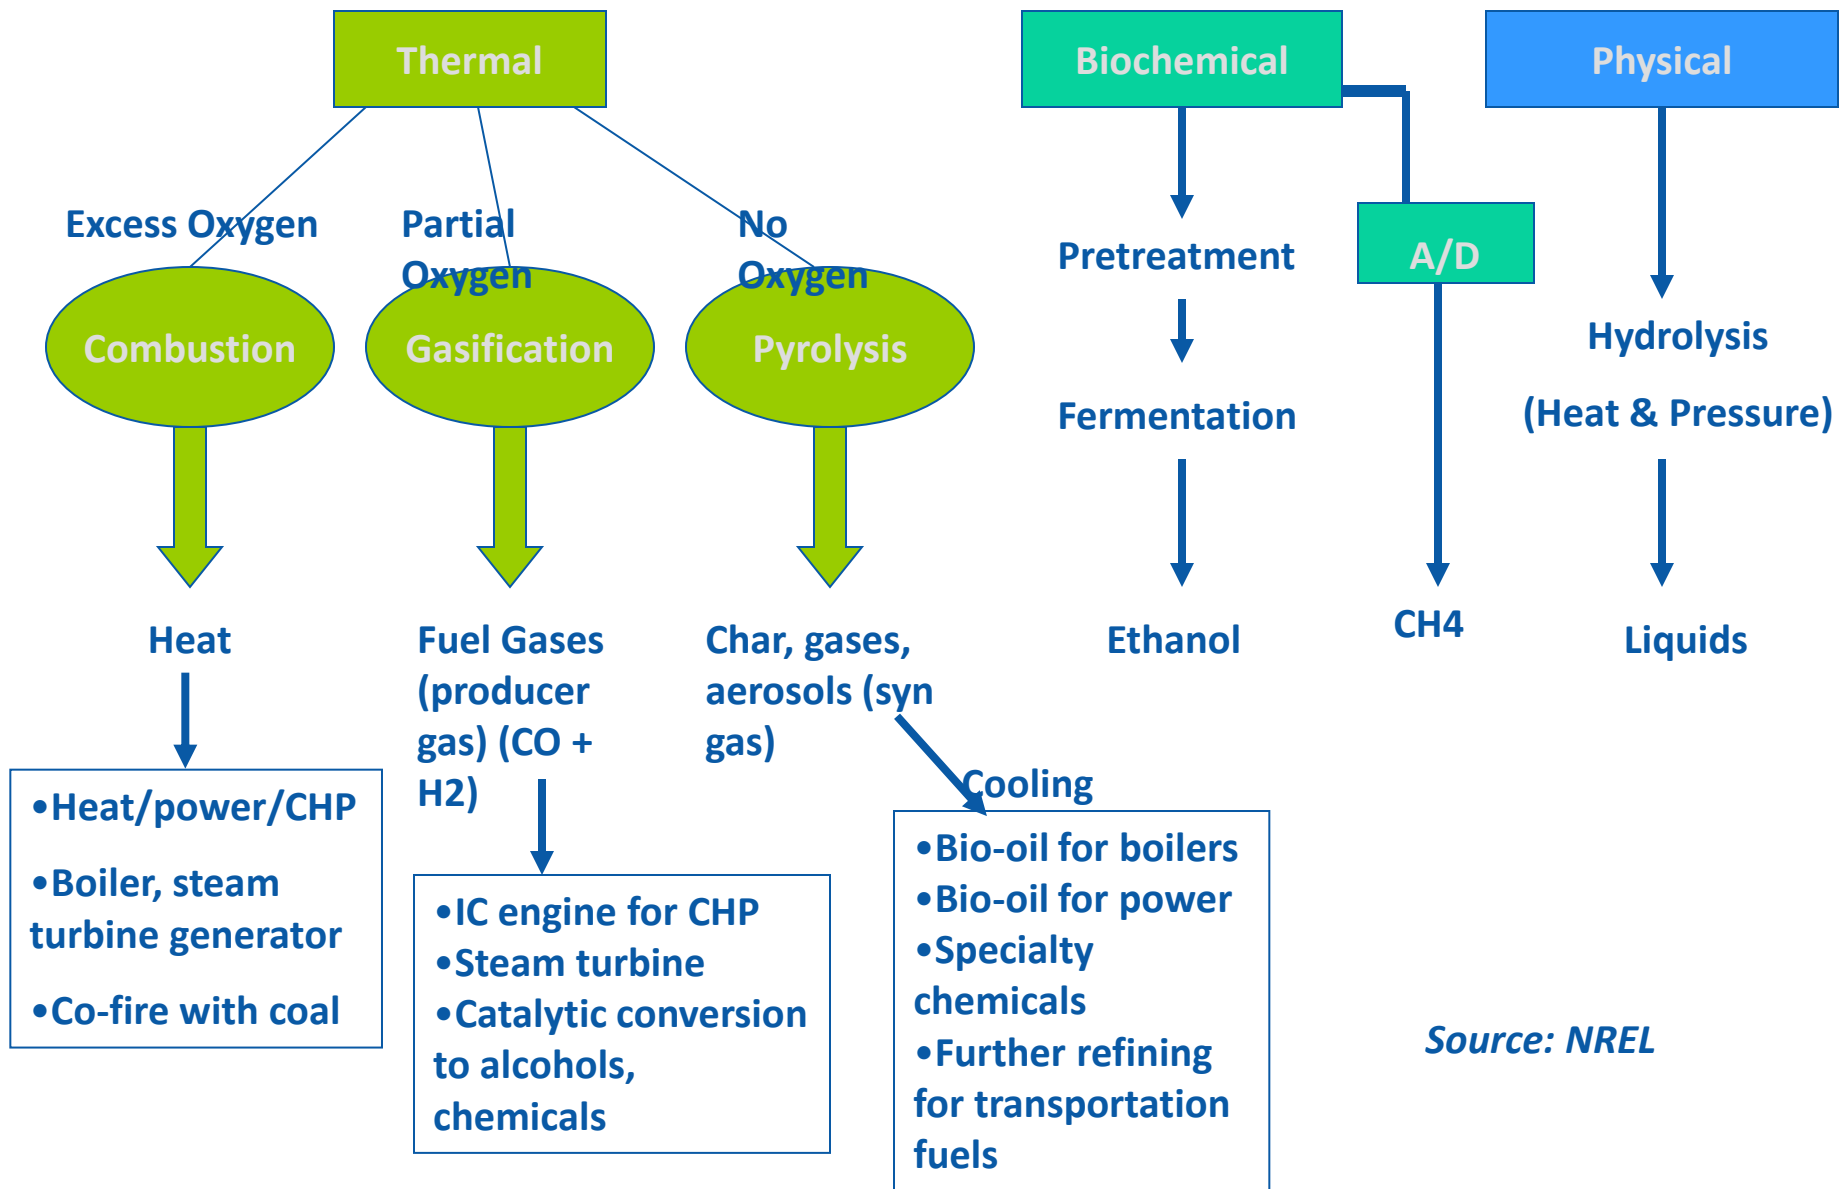 Thermal
Biochemical
Physical
Excess Oxygen
Partial
Oxygen
No
Oxygen
Combustion
Gasification
Pyrolysis
Pretreatment
A/D
Hydrolysis
(Heat & Pressure)
Fermentation
Heat
Fuel Gases
(producer
gas) (CO +
H2)
Char, gases,
aerosols (syn
gas)
Ethanol
CH4
Liquids
Cooling
•Heat/power/CHP
•Boiler, steam
turbine generator
•Co-fire with coal
•IC engine for CHP
•Steam turbine
•Catalytic conversion
to alcohols,
chemicals
•Bio-oil for boilers
•Bio-oil for power
•Specialty
chemicals
•Further refining
for transportation
fuels
Source: NREL